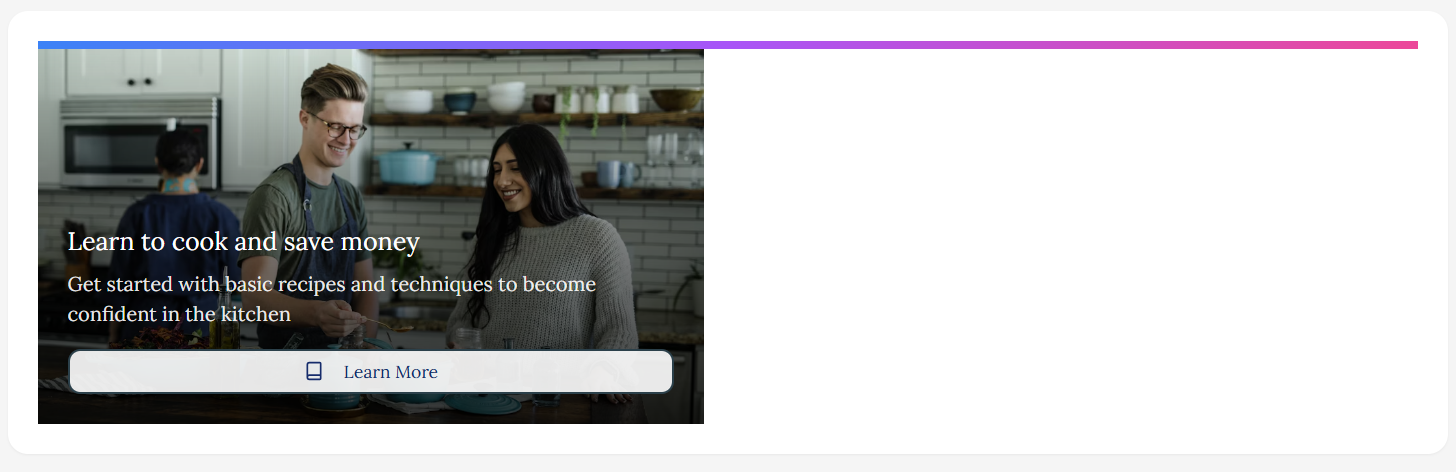 Learn to cook and save money
Get started with basic recipes and techniques to become
confident in the kitchen
Learn More